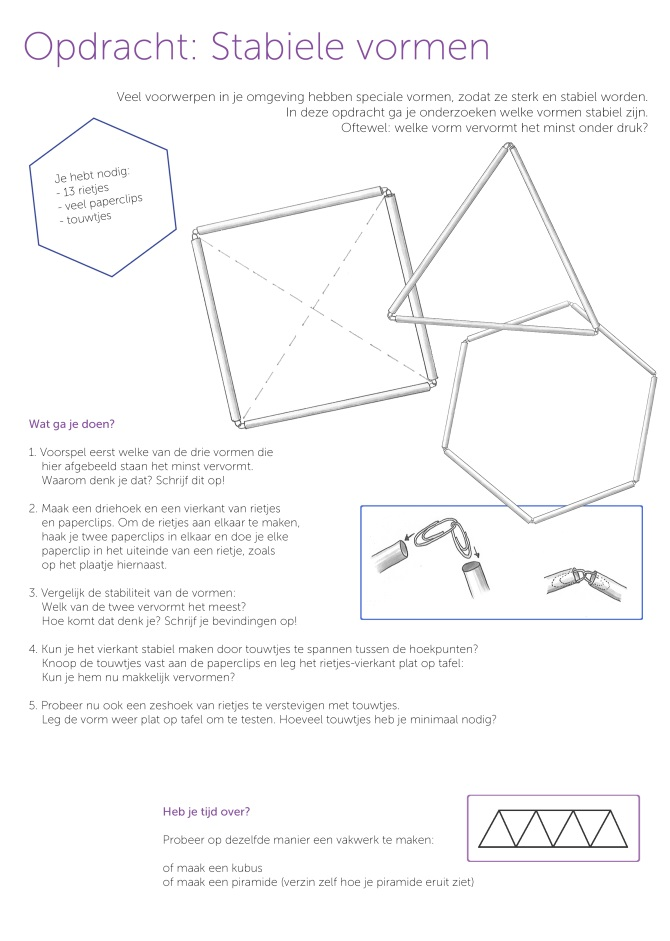 Opdracht: Stabiele vormen
Veel voorwerpen in je omgeving hebben speciale vormen, zodat ze sterk en stabiel worden.
In deze opdracht ga je onderzoeken welke vormen stabiel zijn.
Oftewel: welke vorm vervormt het minst onder druk?
Je hebt nodig:
- 13 rietjes
- veel paperclips
- touwtjes
Wat ga je doen?
1. Voorspel eerst welke van de drie vormen die
hier afgebeeld staan het minst vervormt.
Waarom denk je dat? Schrijf dit op!
2. Maak een driehoek en een vierkant van rietjes
en paperclips. Om de rietjes aan elkaar te maken,
haak je twee paperclips in elkaar en doe je elke
paperclip in het uiteinde van een rietje, zoals
op het plaatje hiernaast.
3. Vergelijk de stabiliteit van de vormen:
Welk van de twee vervormt het meest?
Hoe komt dat denk je? Schrijf je bevindingen op!
4. Kun je het vierkant stabiel maken door touwtjes te spannen tussen de hoekpunten?
Knoop de touwtjes vast aan de paperclips en leg het rietjes-vierkant plat op tafel:
Kun je hem nu makkelijk vervormen?
5. Probeer nu ook een zeshoek van rietjes te verstevigen met touwtjes.
Leg de vorm weer plat op tafel om te testen. Hoeveel touwtjes heb je minimaal nodig?
Heb je tijd over?
Probeer op dezelfde manier een vakwerk te maken:
of maak een kubus
of maak een piramide (verzin zelf hoe je piramide eruit ziet)